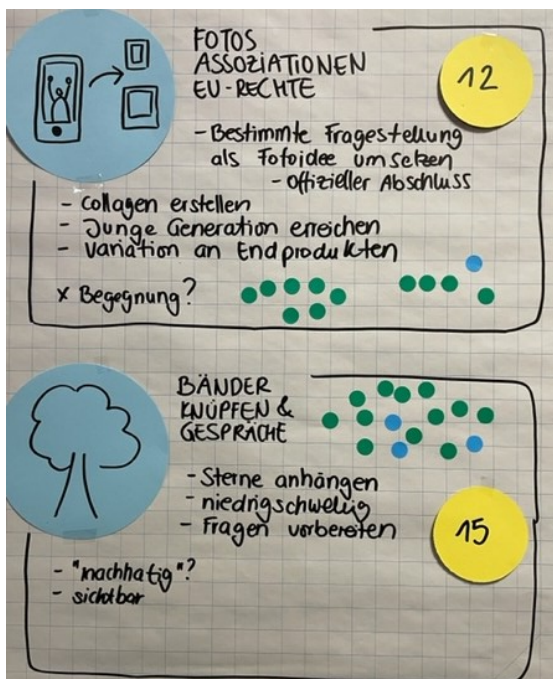 FOTOS
ASSOZIATIONEN
EU-RECHTE
12
- Bestimmte Fragestellung
als Fotoidee umsetzen
- Offizieller Abschluss
- Collagen erstellen
- Junge Generation erreichen
- Variation an Endprodukten
x Begegnung?
BÄNDER
KNÜPFEN &
GESPRÄCHE
- Sterne anhängen
- niedrigschwellig
- Fragen vorbereiten
15
- "nachhatig"?
- sichtbar